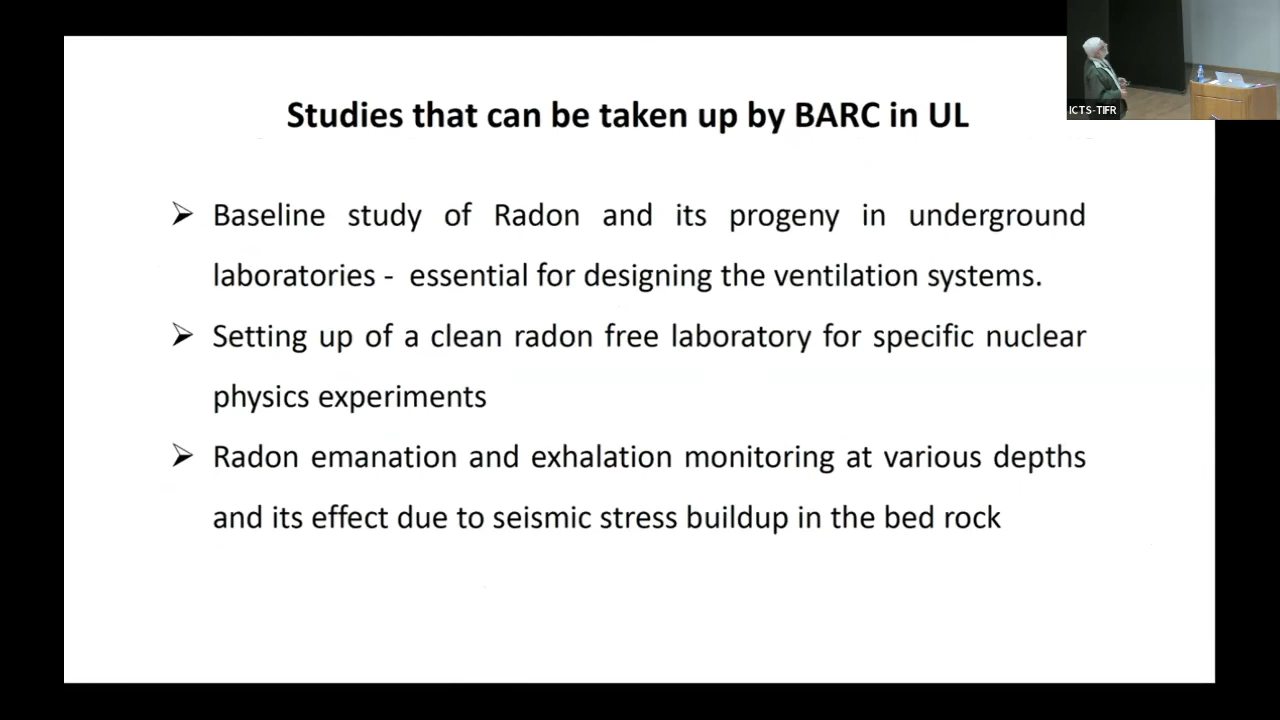 Studies that can be taken up by BARC in UL
ICTS-TIFR
➢ Baseline study of Radon and its progeny in underground
laboratories - essential for designing the ventilation systems.
➢ Setting up of a clean radon free laboratory for specific nuclear
physics experiments
➢ Radon emanation and exhalation monitoring at various depths
and its effect due to seismic stress buildup in the bed rock